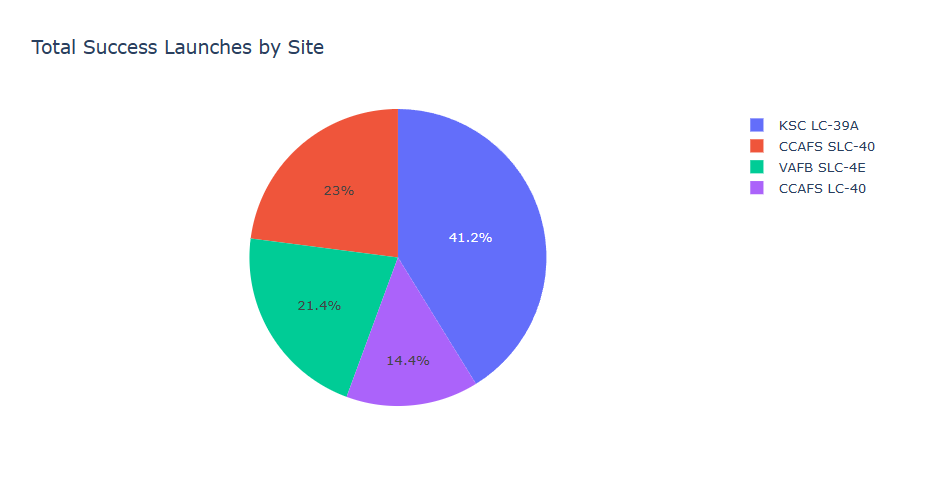 Total Success Launches by Site
KSC LC-39A
CCAFS SLC-40
VAFB SLC-4E
CCAFS LC-40
23%
41.2%
21.4%
14.4%